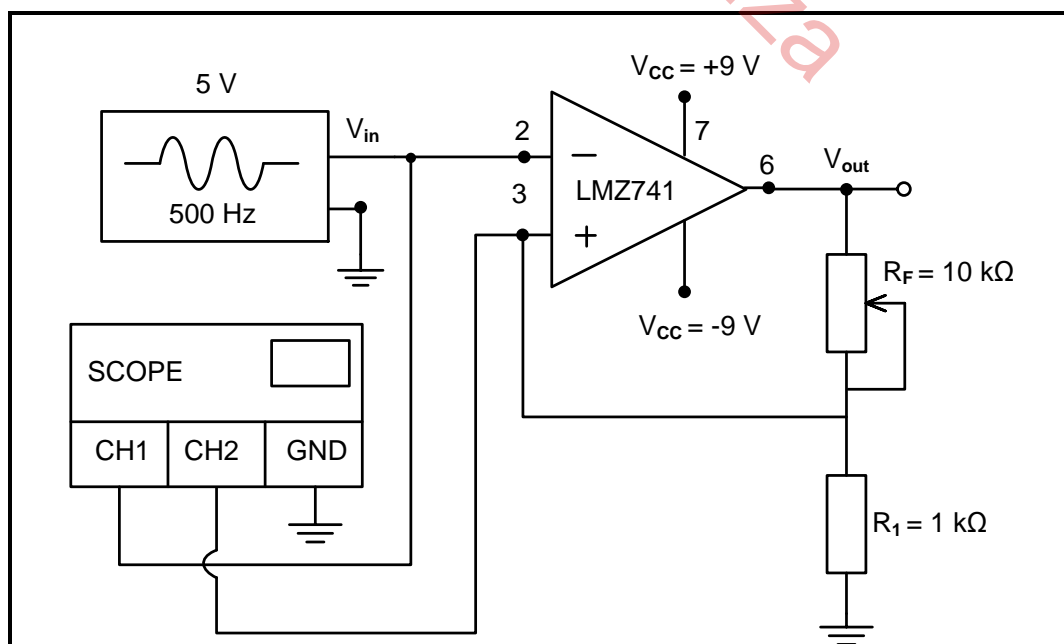 za
5 V
500 Hz
Vin
VCC = +9 V
2
7
3
LMZ741
−
+
6
Vout
RF = 10 kΩ
VCC = -9 V
SCOPE
CH1 CH2 GND
R1 = 1 kΩ